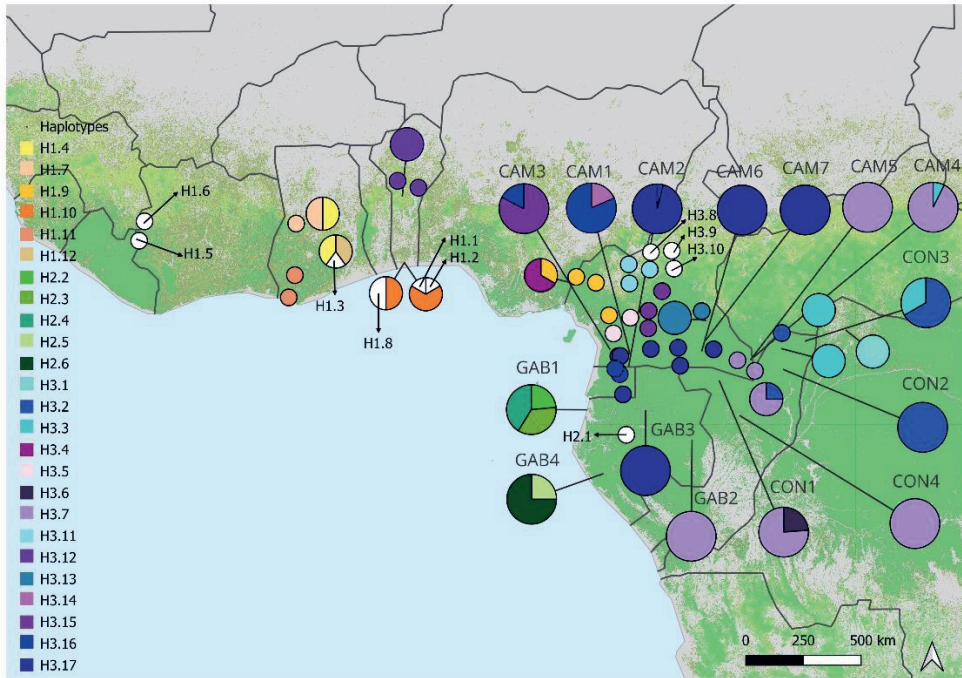 Haplotypes
H1.4
H1.7
H1.9
H1.10
H1.11
H1.12
H2.2
H2.3
H2.4
H2.5
H2.6
H3.1
H3.2
H3.3
H3.4
H3.5
H3.6
H3.7
H3.11
H3.12
H3.13
H3.14
H3.15
H3.16
H3.17
H1.6
H1.5
H1.3
H1.8
H1.1
H1.2
CAM3
CAM1
CAM2
CAM6
CAM7
CAM5
CAM4
H3.8
H3.9
H3.10
CON3
GAB1
H2.1
GAB3
CON2
GAB4
GAB2
CON1
CON4
0 250 500 km